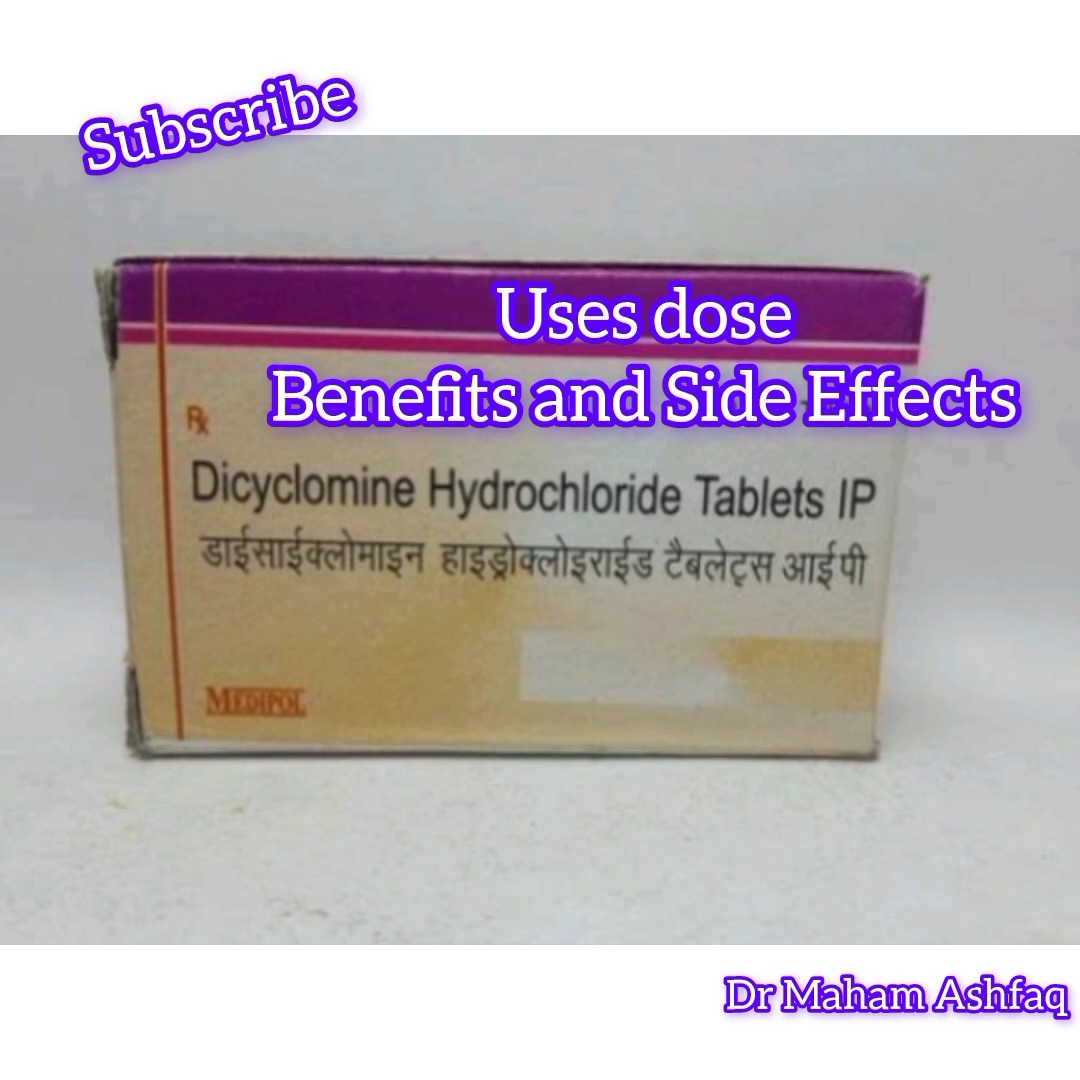 Subscribe
Uses dose
Benefits and Side Effects
Rx
Dicyclomine Hydrochloride Tablets IP
डाईसाईक्लोमाइन हाइड्रोक्लोइराईड टैबलेट्स आई पी
MEDIPOL
Dr Maham Ashfaq